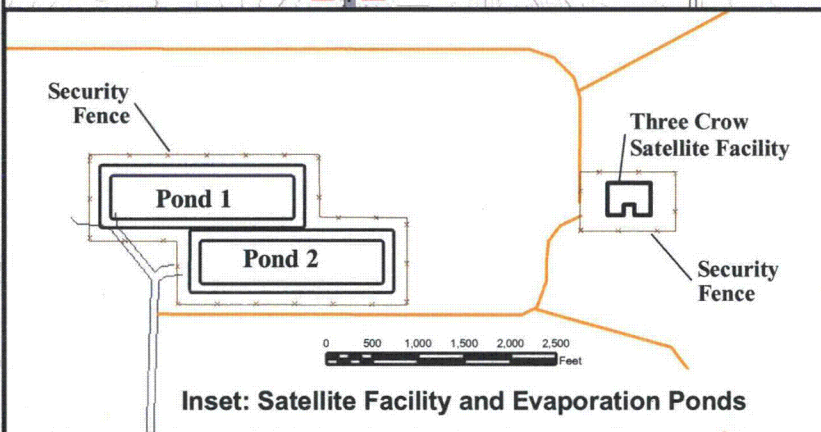 Security
Fence
Three Crow
Satellite Facility
Pond 1
Pond 2
Security
Fence
0 500 1,000 1,500 2,000 2,500
Feet
Inset: Satellite Facility and Evaporation Ponds